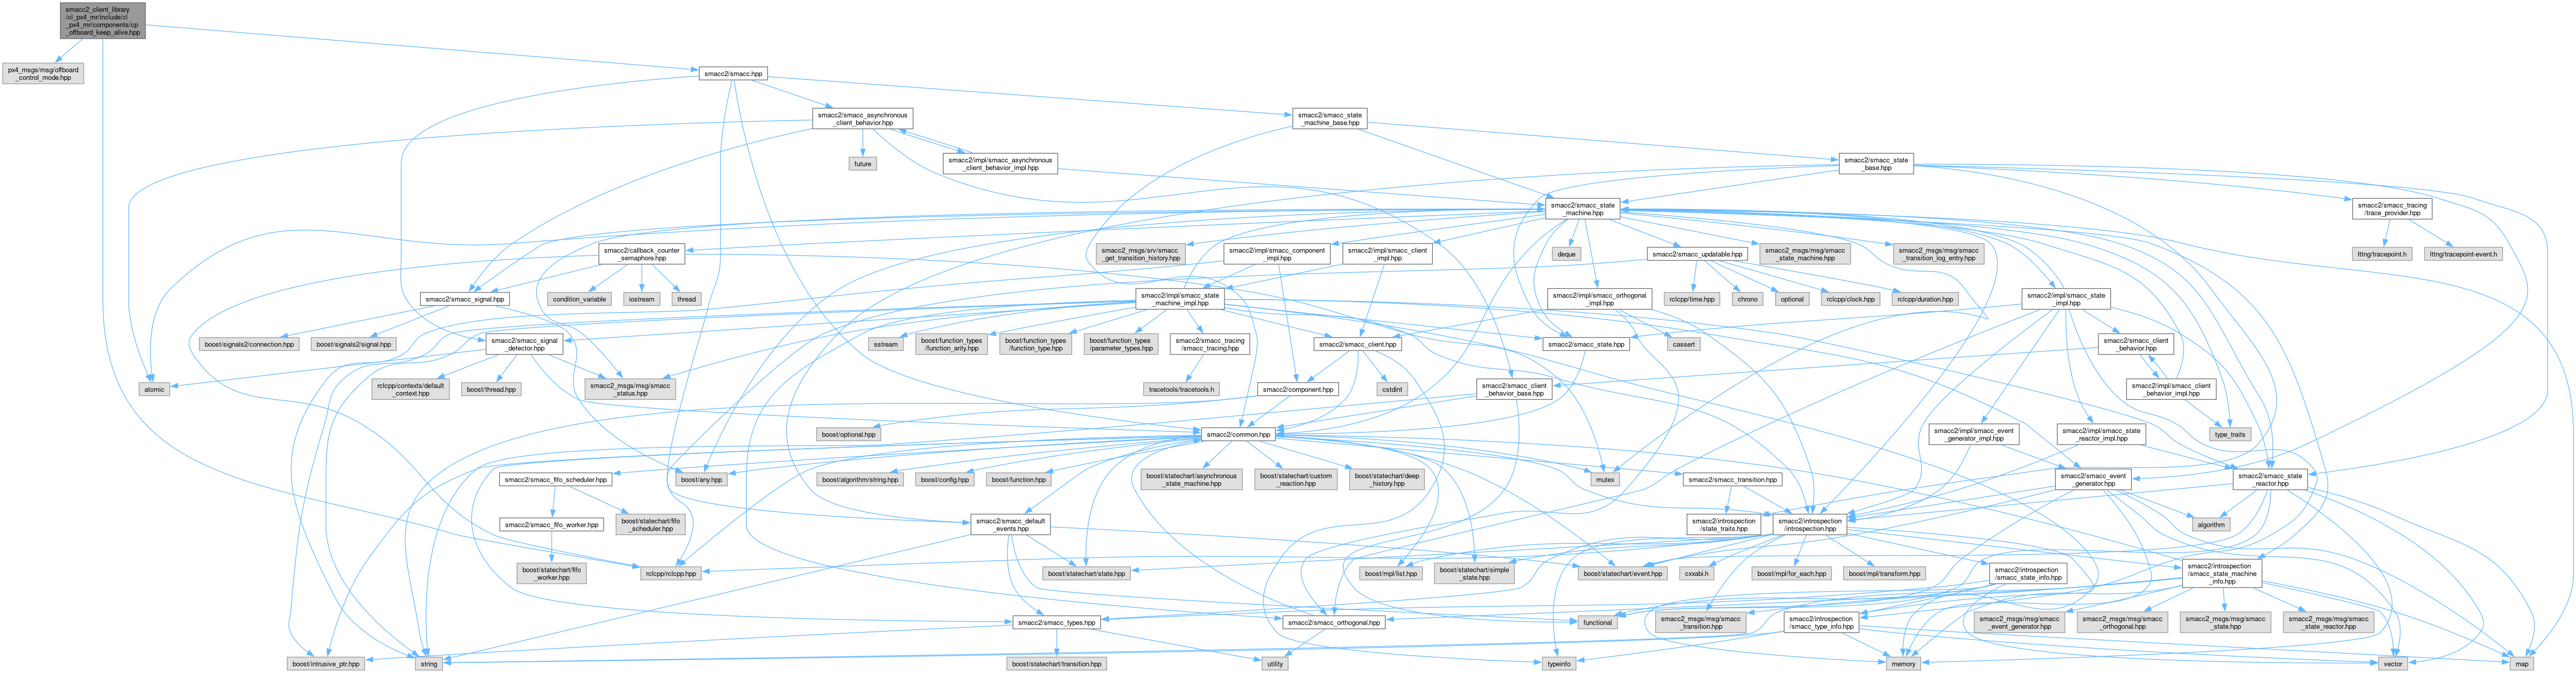 smacc2_client_library
/cl_px4_mr/include/cl
_px4_mr/components/cp
_offboard_keep_alive.hpp
px4_msgs/msg/offboard
_control_mode.hpp
smacc2/smacc.hpp
smacc2/smacc_asynchronous
_client_behavior.hpp
smacc2/smacc_state
_machine_base.hpp
future
smacc2/impl/smacc_asynchronous
_client_behavior_impl.hpp
smacc2/smacc_state
_base.hpp
smacc2/smacc_state
_machine.hpp
smacc2/smacc_tracing
/trace_provider.hpp
smacc2/callback_counter
_semaphore.hpp
smacc2_msgs/srv/smacc
_get_transition_history.hpp
smacc2/impl/smacc_component
_impl.hpp
smacc2/impl/smacc_client
_impl.hpp
deque
smacc2/smacc_updatable.hpp
smacc2_msgs/msg/smacc
_state_machine.hpp
smacc2_msgs/msg/smacc
_transition_log_entry.hpp
lttng/tracepoint.h
lttng/tracepoint-event.h
smacc2/smacc_signal.hpp
condition_variable
iostream
thread
smacc2/impl/smacc_state
_machine_impl.hpp
smacc2/impl/smacc_orthogonal
_impl.hpp
rclcpp/time.hpp
chrono
optional
rclcpp/clock.hpp
rclcpp/duration.hpp
smacc2/impl/smacc_state
_impl.hpp
boost/signals2/connection.hpp
boost/signals2/signal.hpp
smacc2/smacc_signal
_detector.hpp
sstream
boost/function_types
/function_arity.hpp
boost/function_types
/function_type.hpp
boost/function_types
/parameter_types.hpp
smacc2/smacc_tracing
/smacc_tracing.hpp
smacc2/smacc_client.hpp
smacc2/smacc_state.hpp
cassert
smacc2/smacc_client
_behavior.hpp
atomic
rclcpp/contexts/default
_context.hpp
boost/thread.hpp
smacc2_msgs/msg/smacc
_status.hpp
tracetools/tracetools.h
smacc2/component.hpp
cstdint
smacc2/smacc_client
_behavior_base.hpp
smacc2/impl/smacc_client
_behavior_impl.hpp
boost/optional.hpp
smacc2/common.hpp
smacc2/impl/smacc_event
_generator_impl.hpp
smacc2/impl/smacc_state
_reactor_impl.hpp
type_traits
smacc2/smacc_fifo_scheduler.hpp
boost/any.hpp
boost/algorithm/string.hpp
boost/config.hpp
boost/function.hpp
boost/statechart/asynchronous
_state_machine.hpp
boost/statechart/custom
_reaction.hpp
boost/statechart/deep
_history.hpp
mutex
smacc2/smacc_transition.hpp
smacc2/smacc_event
_generator.hpp
smacc2/smacc_state
_reactor.hpp
smacc2/smacc_fifo_worker.hpp
boost/statechart/fifo
_scheduler.hpp
smacc2/smacc_default
_events.hpp
smacc2/introspection
/state_traits.hpp
smacc2/introspection
/introspection.hpp
algorithm
boost/statechart/fifo
_worker.hpp
rclcpp/rclcpp.hpp
boost/statechart/state.hpp
boost/mpl/list.hpp
boost/statechart/simple
_state.hpp
boost/statechart/event.hpp
cxxabi.h
boost/mpl/for_each.hpp
boost/mpl/transform.hpp
smacc2/introspection
/smacc_state_info.hpp
smacc2/introspection
/smacc_state_machine
_info.hpp
smacc2/smacc_types.hpp
smacc2/smacc_orthogonal.hpp
functional
smacc2_msgs/msg/smacc
_transition.hpp
smacc2/introspection
/smacc_type_info.hpp
smacc2_msgs/msg/smacc
_event_generator.hpp
smacc2_msgs/msg/smacc
_orthogonal.hpp
smacc2_msgs/msg/smacc
_state.hpp
smacc2_msgs/msg/smacc
_state_reactor.hpp
boost/intrusive_ptr.hpp
string
boost/statechart/transition.hpp
utility
typeinfo
memory
vector
map